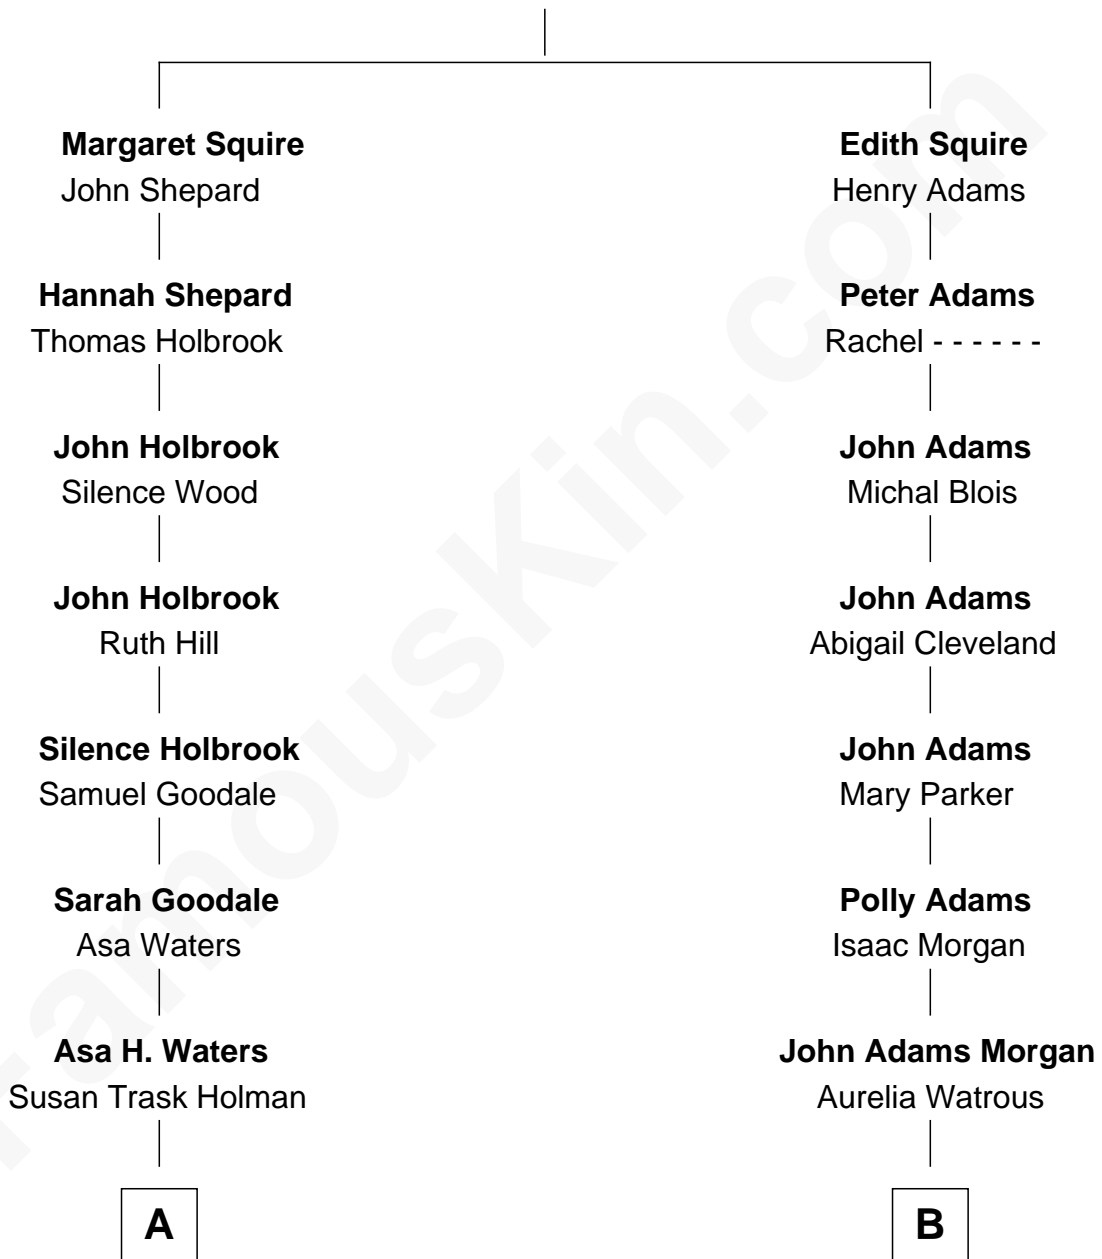 Margaret Squire
John Shepard
Edith Squire
Henry Adams
Hannah Shepard
Thomas Holbrook
Peter Adams
Rachel - - - - - -
John Holbrook
Silence Wood
John Adams
Michal Blois
John Holbrook
Ruth Hill
John Adams
Abigail Cleveland
Silence Holbrook
Samuel Goodale
John Adams
Mary Parker
Sarah Goodale
Asa Waters
Polly Adams
Isaac Morgan
Asa H. Waters
Susan Trask Holman
John Adams Morgan
Aurelia Watrous
A
B
famouskin.com